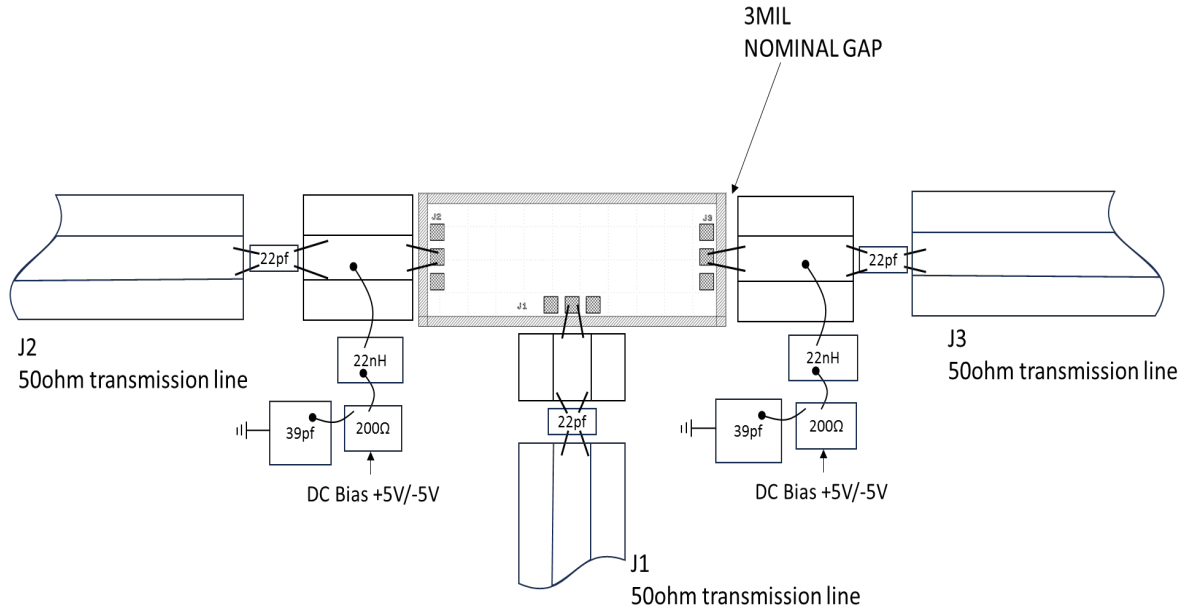 3MIL
NOMINAL GAP
J2
J3
22pf
22pf
J1
J2
50ohm transmission line
J3
50ohm transmission line
22nH
22nH
22pf
39pf
200Ω
39pf
200Ω
DC Bias +5V/-5V
DC Bias +5V/-5V
J1
50ohm transmission line